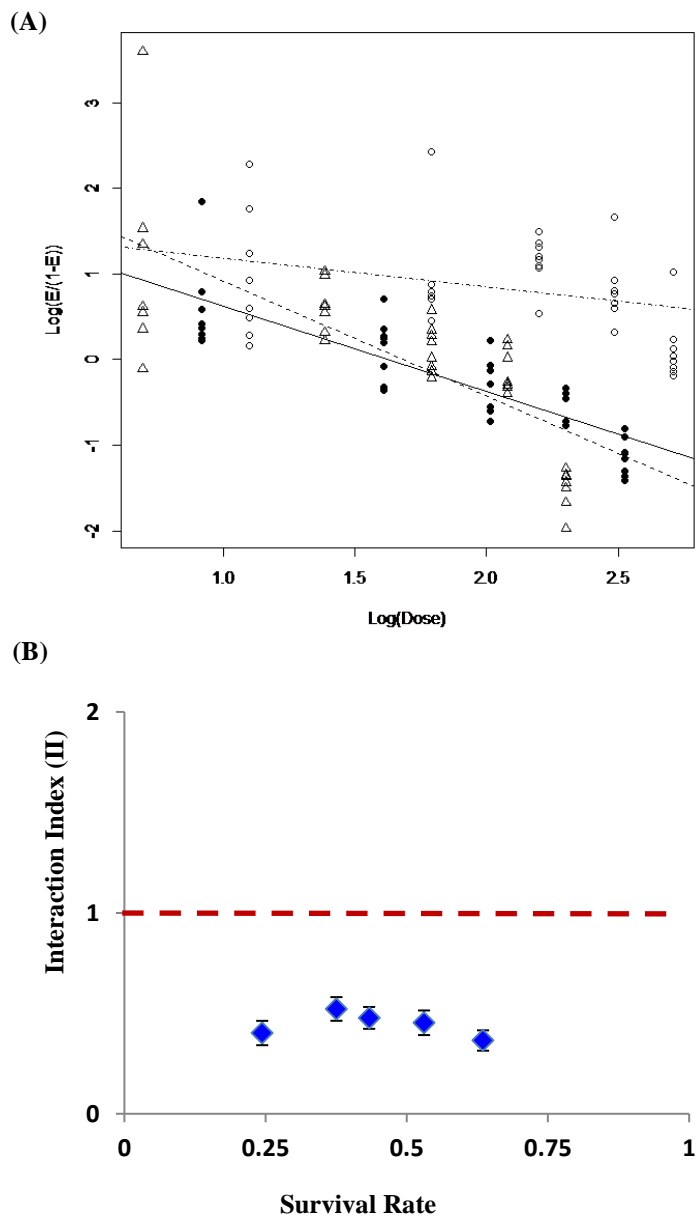 (A)
Log(E/(1-E))
3
2
1
0
-1
-2
1.0 1.5 2.0 2.5
Log(Dose)
(B)
Interaction Index (II)
2
1
0
0 0.25 0.5 0.75 1
Survival Rate